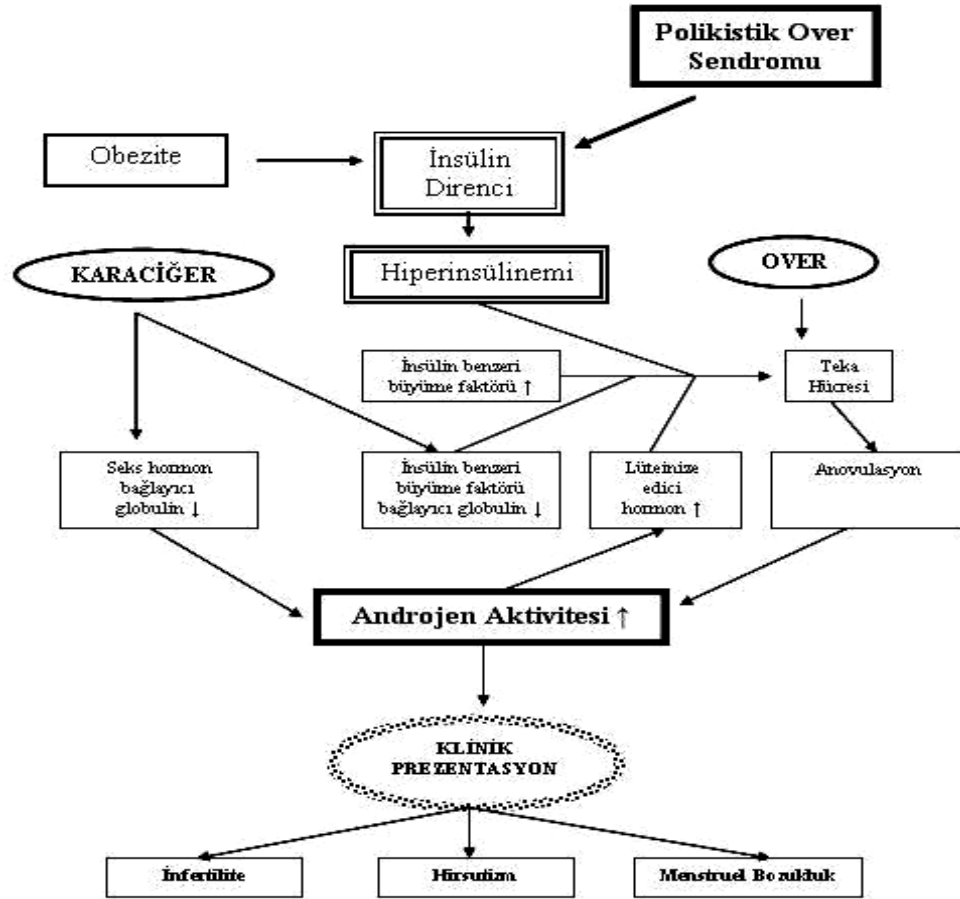 Polikistik Over
Sendromu
Obezite
İnsülin
Direnci
KARACİĞER
Hiperinsülinemi
OVER
İnsülin benzeri
büyüme faktörü ↑
Teka
Hücresi
Seks hormon
bağlayıcı
globulin ↓
İnsülin benzeri
büyüme faktörü
bağlayıcı globulin ↓
Lüteinize
edici
hormon ↑
Anovulasyon
Androjen Aktivitesi ↑
KLİNİK
PREZENTASYON
İnfertilite
Hirsutizm
Menstruel Bozukluk